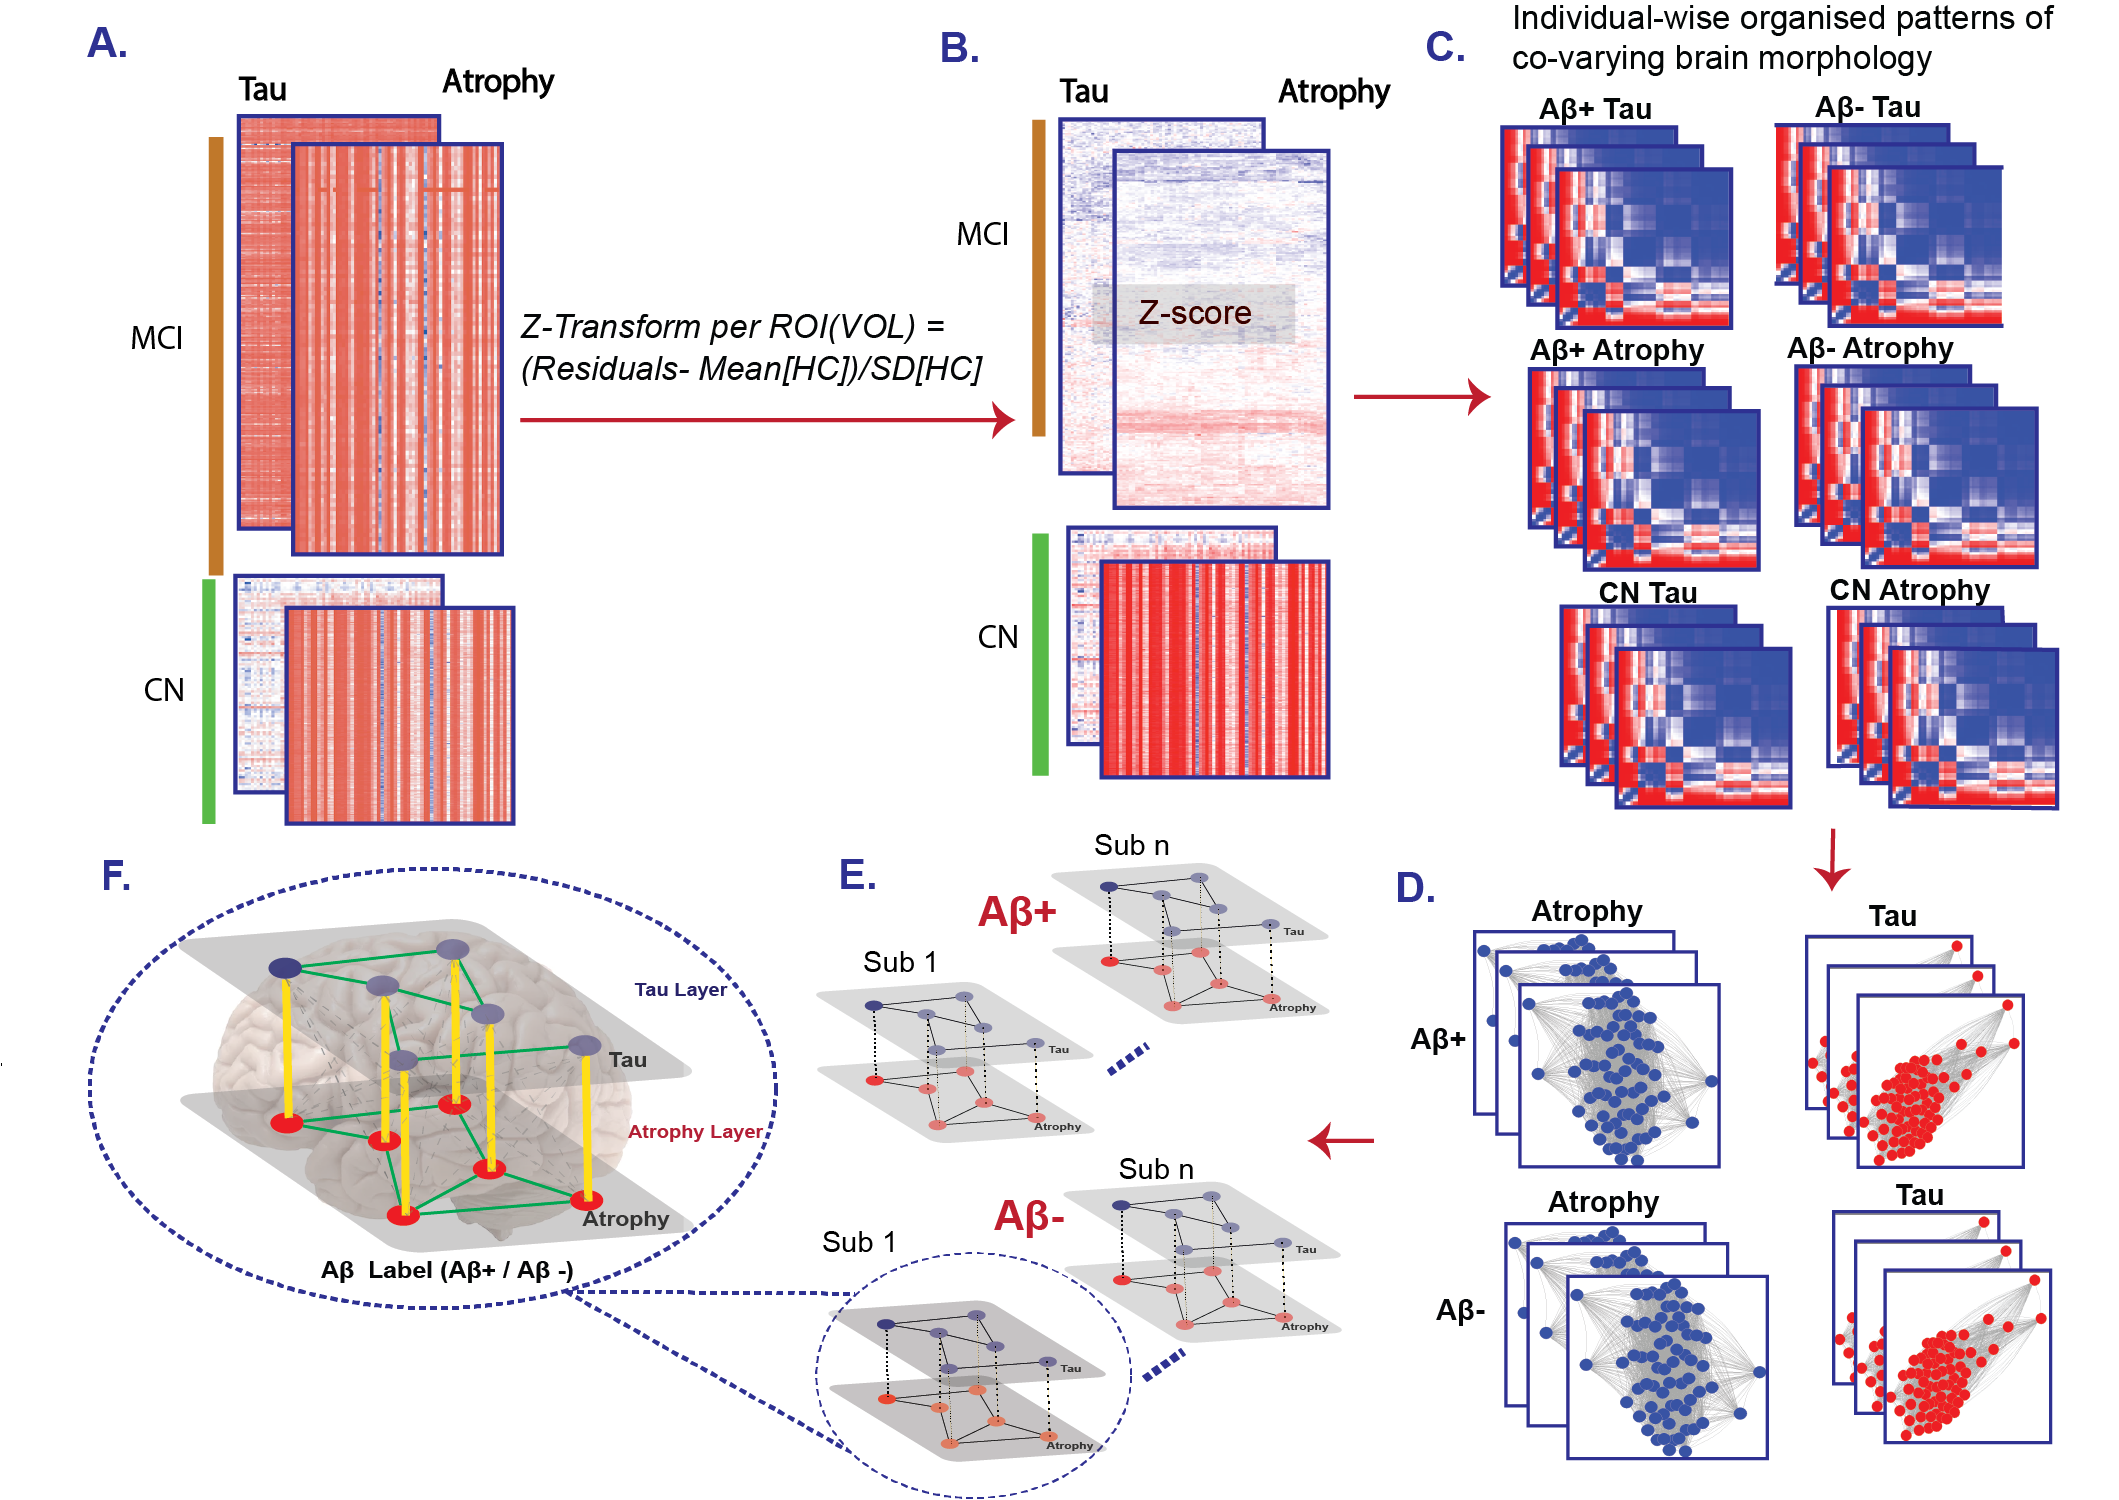 A.
Tau
Atrophy
MCI
CN
Z-Transform per ROI(VOL) =
(Residuals- Mean[HC])/SD[HC]
B.
Tau
Atrophy
MCI
Z-score
CN
C.
Individual-wise organised patterns of
co-varying brain morphology
Aβ+ Tau
Aβ- Tau
Aβ+ Atrophy
Aβ- Atrophy
CN Tau
CN Atrophy
D.
Atrophy
Tau
Aβ+
Atrophy
Tau
Aβ-
E.
Sub n
Aβ+
Tau
Atrophy
Sub 1
Tau
Atrophy
Sub n
Aβ-
Tau
Atrophy
Sub 1
Tau
Atrophy
F.
Tau Layer
Tau
Atrophy Layer
Atrophy
Aβ Label (Aβ+ / Aβ -)